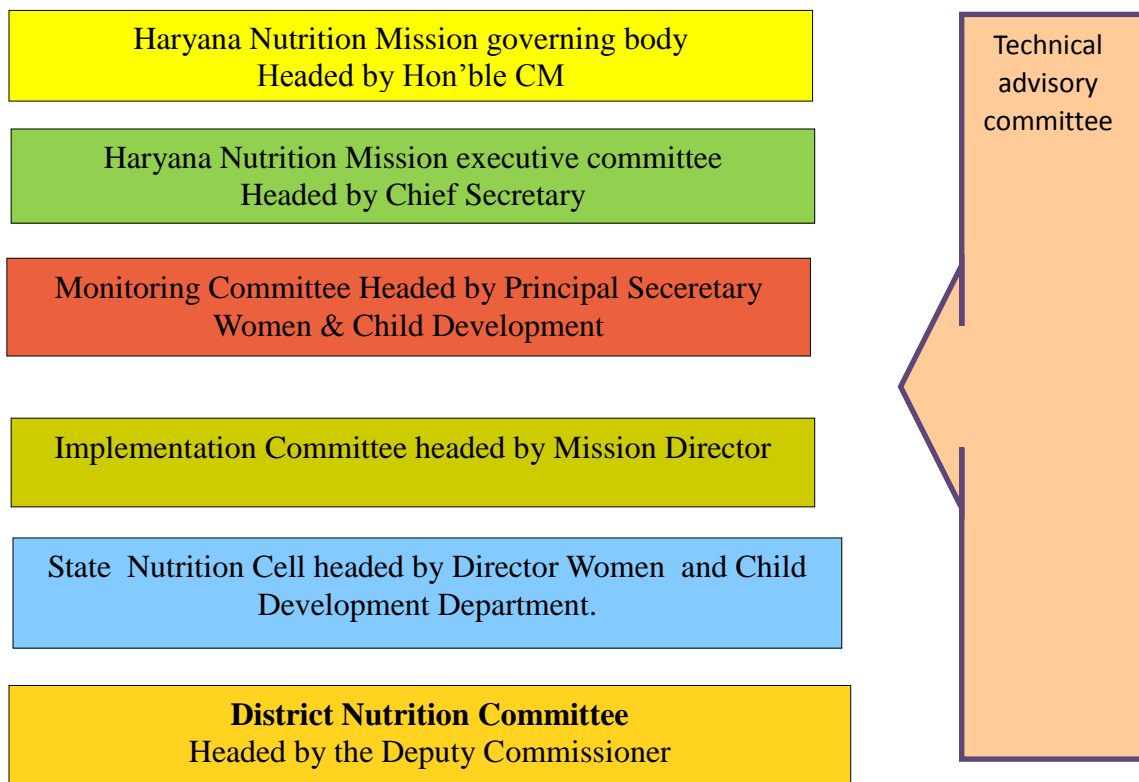 Haryana Nutrition Mission governing body
Headed by Hon’ble CM
Haryana Nutrition Mission executive committee
Headed by Chief Secretary
Monitoring Committee Headed by Principal Seceretary
Women & Child Development
Implementation Committee headed by Mission Director
State Nutrition Cell headed by Director Women and Child
Development Department.
District Nutrition Committee
Headed by the Deputy Commissioner
Technical
advisory
committee